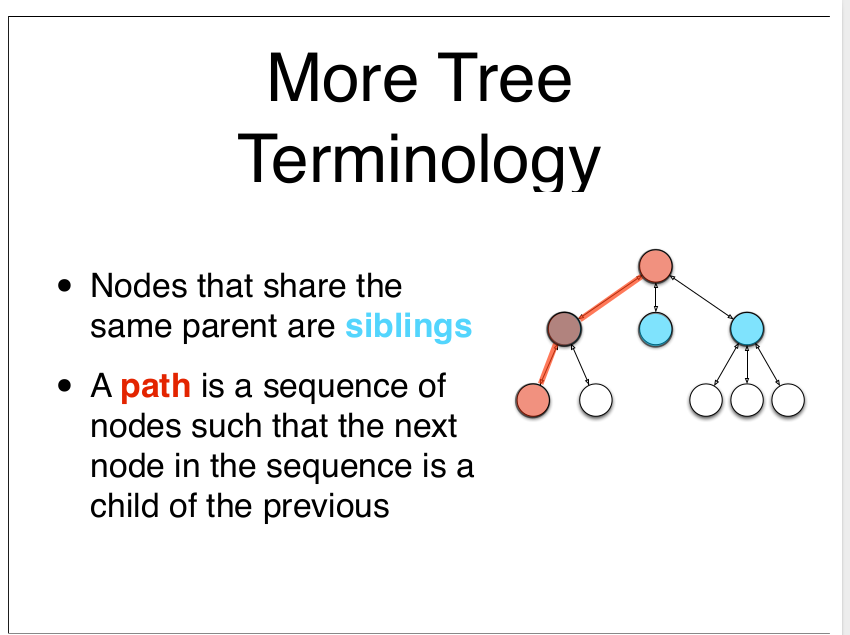 More Tree
Terminology
• Nodes that share the
same parent are siblings
• A path is a sequence of
nodes such that the next
node in the sequence is a
child of the previous